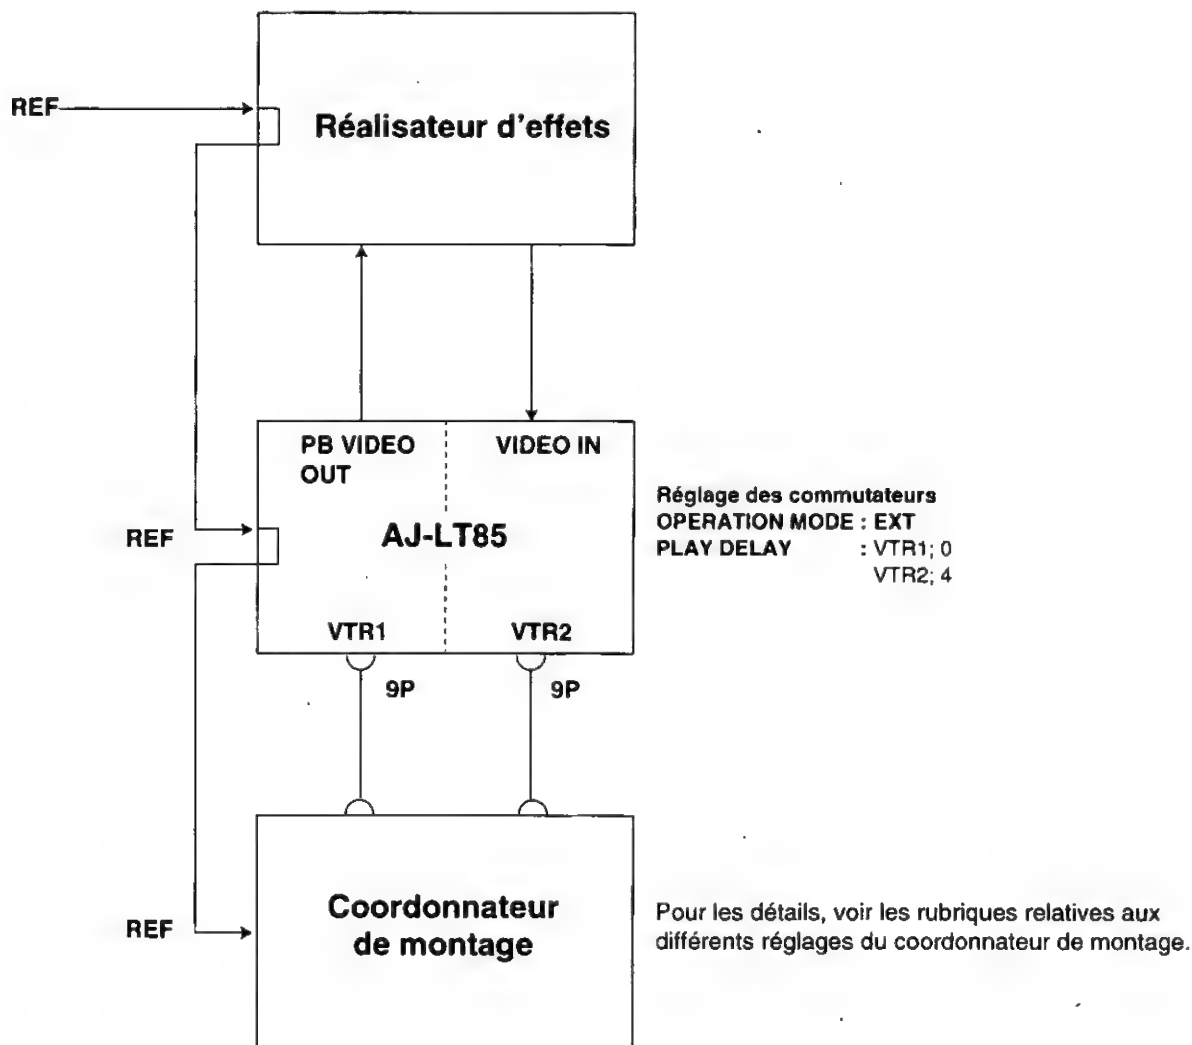 REF
Réalisateur d'effets
PB VIDEO
OUT
VIDEO IN
REF
AJ-LT85
VTR1
VTR2
Réglage des commutateurs
OPERATION MODE : EXT
PLAY DELAY : VTR1; 0
VTR2; 4
9P
9P
REF
Coordonnateur
de montage
Pour les détails, voir les rubriques relatives aux
différents réglages du coordonnateur de montage.